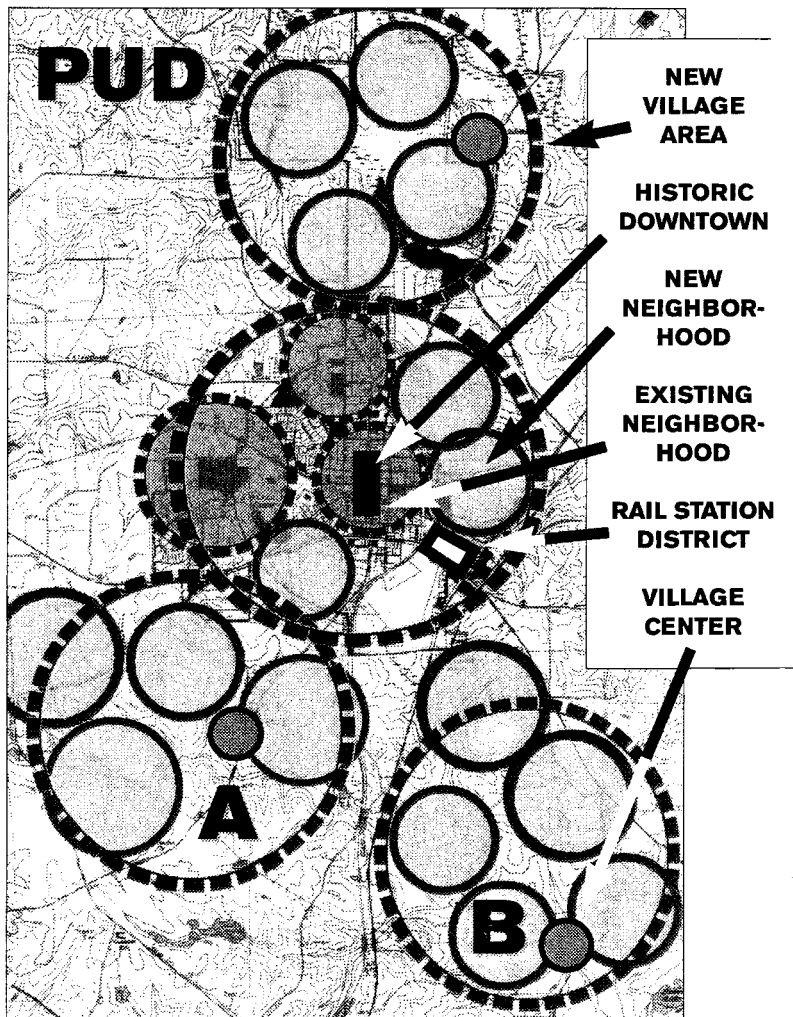 PUD
NEW
VILLAGE
AREA
HISTORIC
DOWNTOWN
NEW
NEIGHBOR-
HOOD
EXISTING
NEIGHBOR-
HOOD
RAIL STATION
DISTRICT
VILLAGE
CENTER
A
B